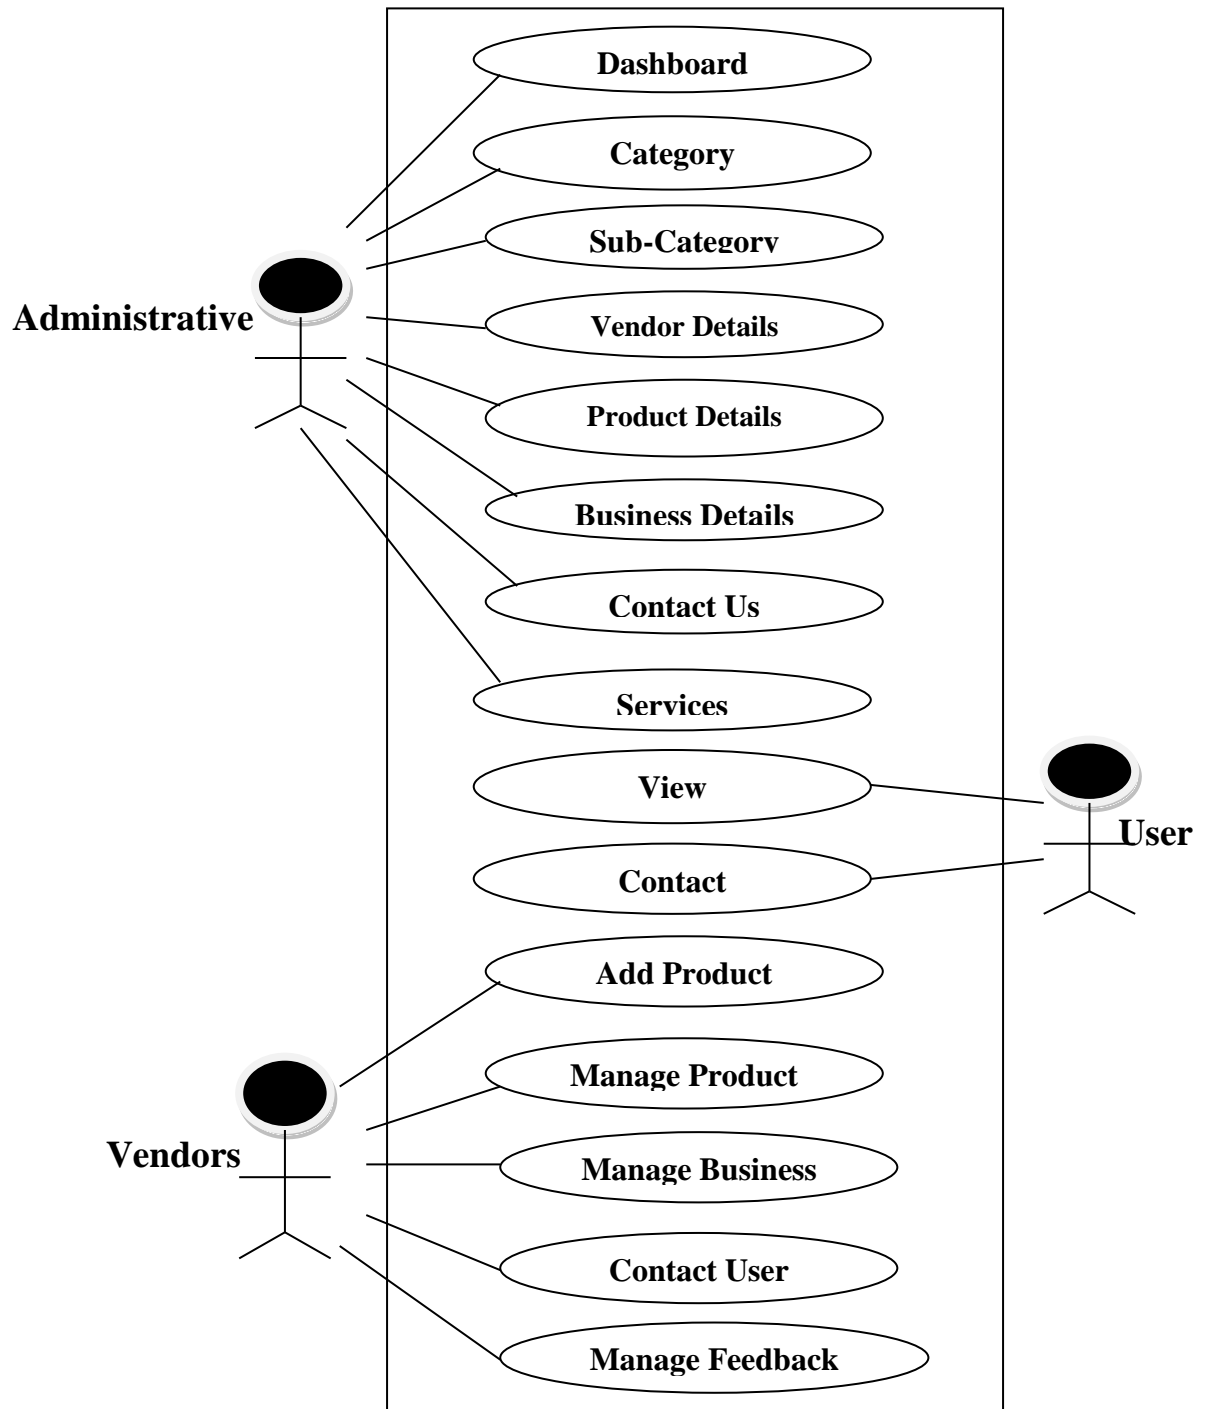 Dashboard
Category
Sub-Category
Administrative
Vendor Details
Product Details
Business Details
Contact Us
Services
View
User
Contact
Add Product
Manage Product
Vendors
Manage Business
Contact User
Manage Feedback